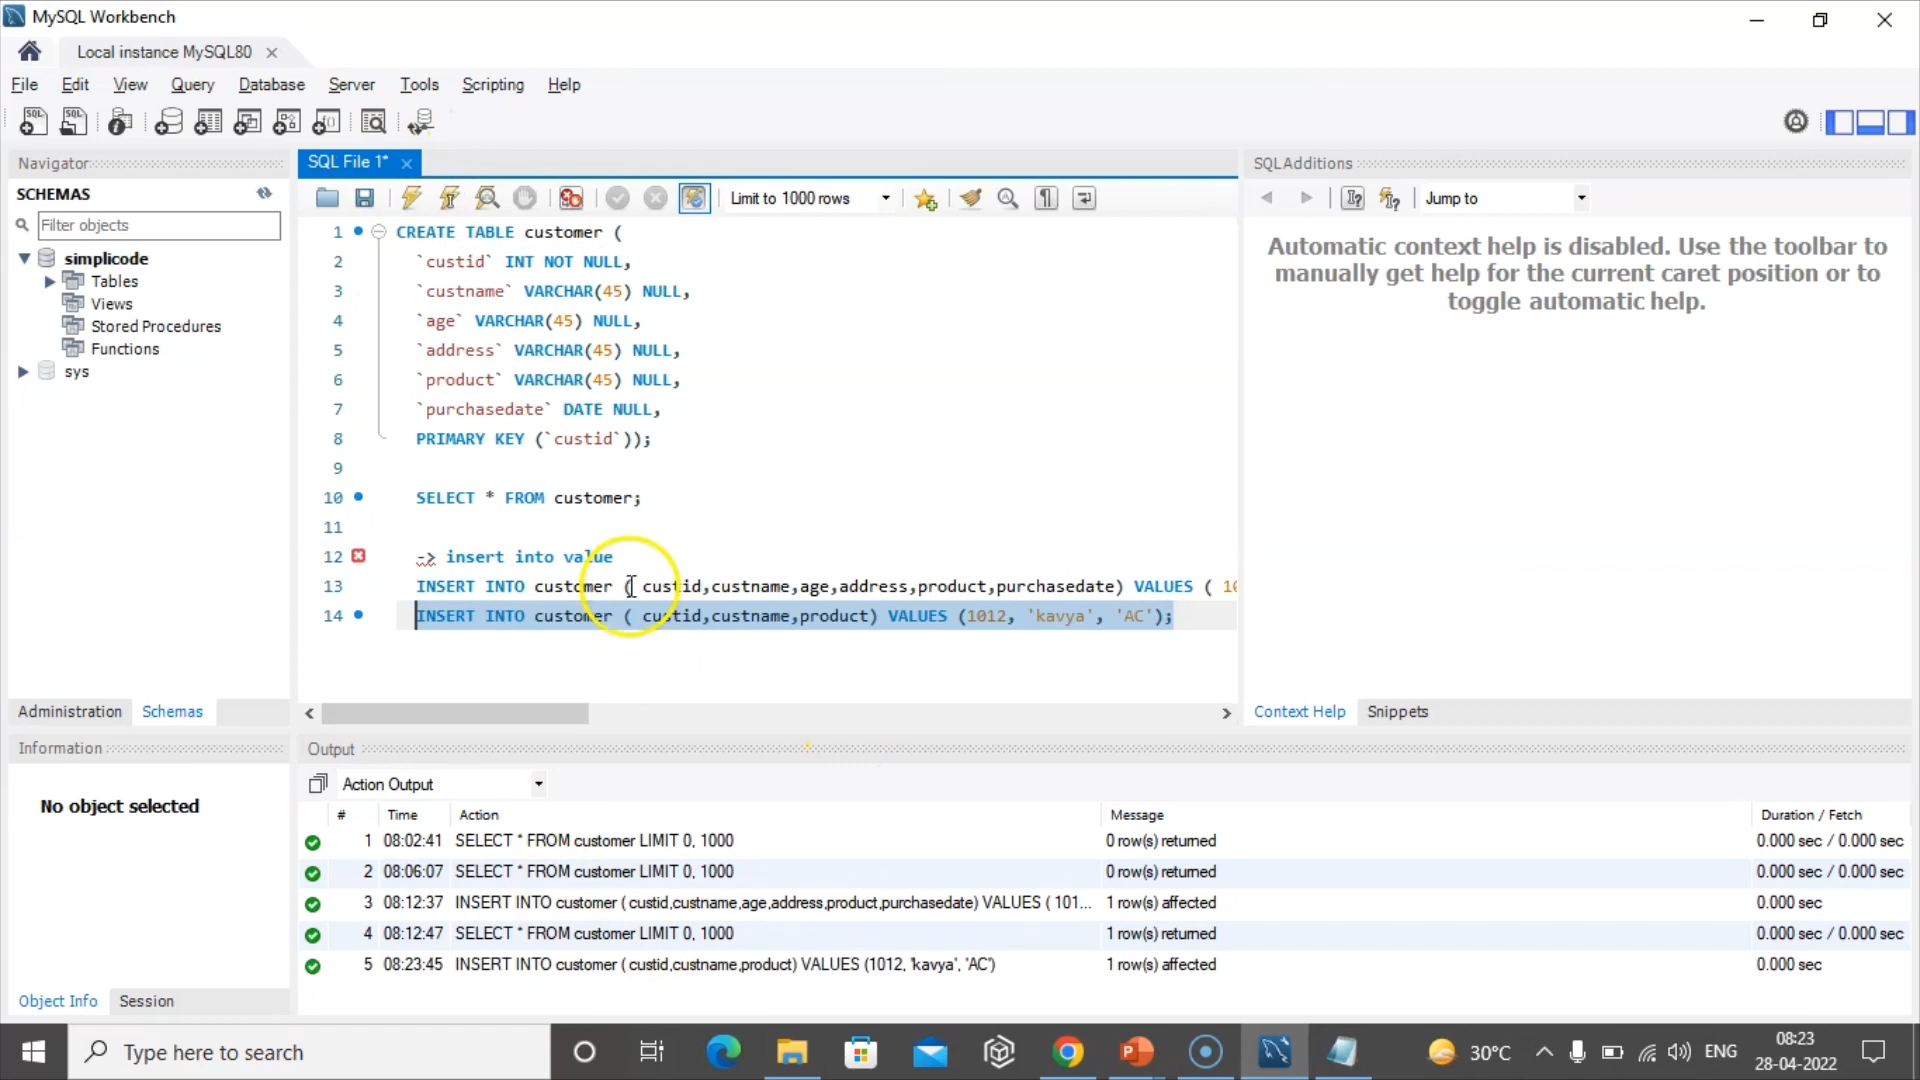 MySQL Workbench
Local instance MySQL80
File Edit View Query Database Server Tools Scripting Help
Navigator
SCHEMAS
Filter objects
simplicode
Tables
Views
Stored Procedures
Functions
sys
Administration Schemas
Information
No object selected
Object Info Session
SQL File 1*
Limit to 1000 rows
1 CREATE TABLE customer (
2 `custid` INT NOT NULL,
3 `custname` VARCHAR(45) NULL,
4 `age` VARCHAR(45) NULL,
5 `address` VARCHAR(45) NULL,
6 `product` VARCHAR(45) NULL,
7 `purchasedate` DATE NULL,
8 PRIMARY KEY (`custid`));
9
10 SELECT * FROM customer;
11
12 -> insert into value
13 INSERT INTO customer ( custid,custname,age,address,product,purchasedate) VALUES ( 10
14 INSERT INTO customer ( custid,custname,product) VALUES (1012, 'kavya', 'AC');
SQLAdditions
Jump to
Automatic context help is disabled. Use the toolbar to
manually get help for the current caret position or to
toggle automatic help.
Context Help Snippets
Output
Action Output
# Time Action Message Duration / Fetch
1 08:02:41 SELECT * FROM customer LIMIT 0, 1000 0 row(s) returned 0.000 sec / 0.000 sec
2 08:06:07 SELECT * FROM customer LIMIT 0, 1000 0 row(s) returned 0.000 sec / 0.000 sec
3 08:12:37 INSERT INTO customer ( custid,custname,age,address,product,purchasedate) VALUES ( 101... 1 row(s) affected 0.000 sec
4 08:12:47 SELECT * FROM customer LIMIT 0, 1000 1 row(s) returned 0.000 sec / 0.000 sec
5 08:23:45 INSERT INTO customer ( custid,custname,product) VALUES (1012, 'kavya', 'AC') 1 row(s) affected 0.000 sec
Type here to search
30°C
ENG
08:23
28-04-2022